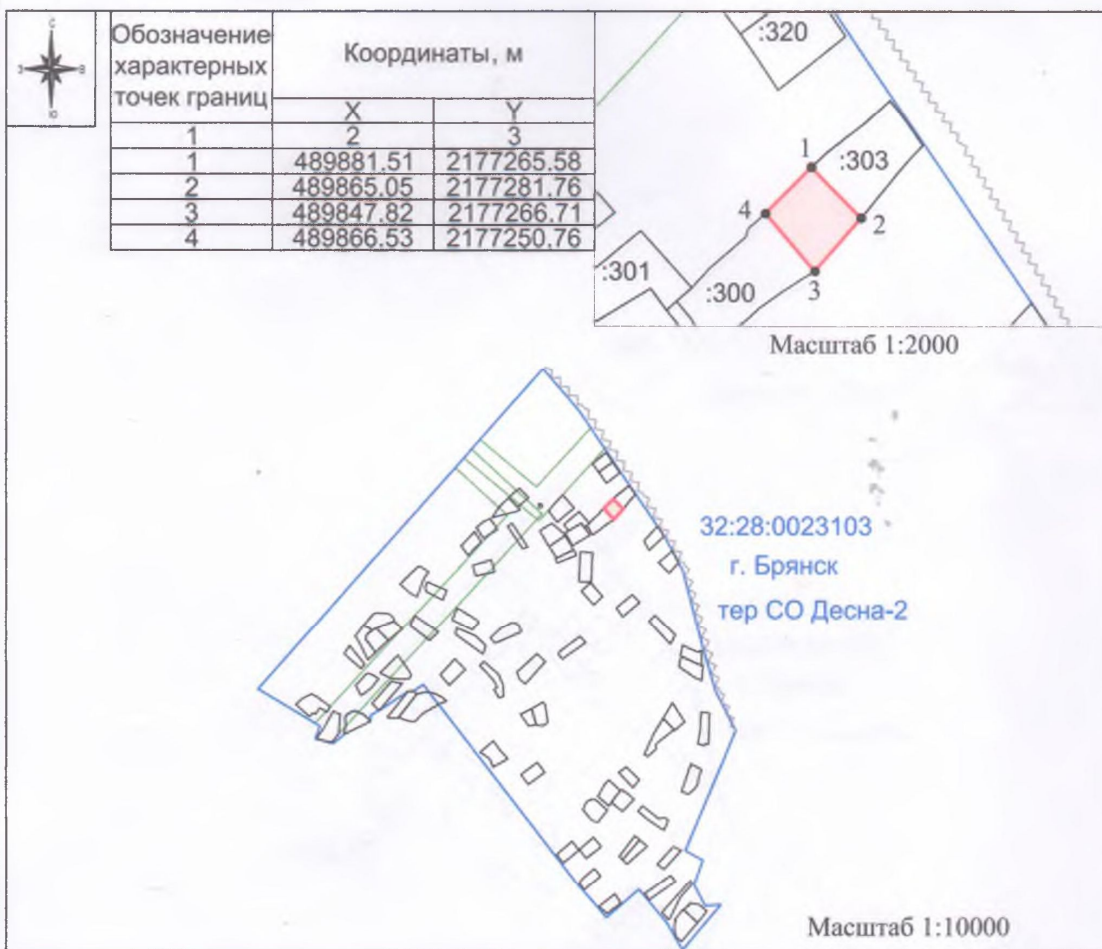 С
З В
Ю
Обозначение
характерных
точек границ
Координаты, м
X Y
1 2 3
1 489881.51 2177265.58
2 489865.05 2177281.76
3 489847.82 2177266.71
4 489866.53 2177250.76
:320
1
:303
4
2
:301
:300
3
Масштаб 1:2000
32:28:0023103
г. Брянск
тер СО Десна-2
Масштаб 1:10000